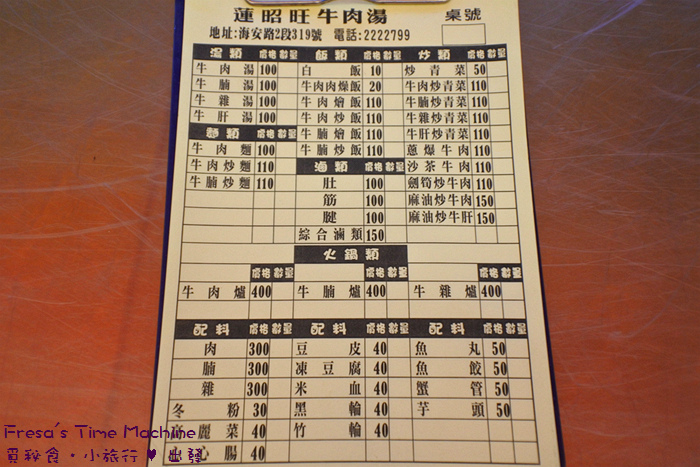 蓮昭旺牛肉湯 桌號
地址:海安路2段319號 電話:2222799
湯類 價格 數量 飯類 價格 數量 炒類 價格 數量
牛肉湯 100 白飯 10 炒青菜 50
牛腩湯 100 牛肉肉燥飯 20 牛肉炒青菜 110
牛雜湯 100 牛肉燴飯 110 牛腩炒青菜 110
牛肝湯 100 牛肉炒飯 110 牛雜炒青菜 110
麵類 價格 數量 牛腩燴飯 110 牛肝炒青菜 110
牛肉麵 100 牛腩炒飯 110 蔥爆牛肉 110
牛肉炒麵 110 滷類 價格 數量 沙茶牛肉 110
牛腩炒麵 110 肚 100 劍筍炒牛肉 110
筋 100 麻油炒牛肉 150
腱 100 麻油炒牛肝 150
綜合滷類 150
火鍋類
價格 數量 價格 數量 價格 數量
牛肉爐 400 牛腩爐 400 牛雜爐 400
配料 價格 數量 配料 價格 數量 配料 價格 數量
肉 300 豆皮 40 魚丸 50
腩 300 凍豆腐 40 魚餃 50
雜 300 米血 40 蟹管 50
冬粉 30 黑輪 40 芋頭 50
高麗菜 40 竹輪 40
心腸 40
Fresa's Time Machine
覓秘食·小旅行♥出發